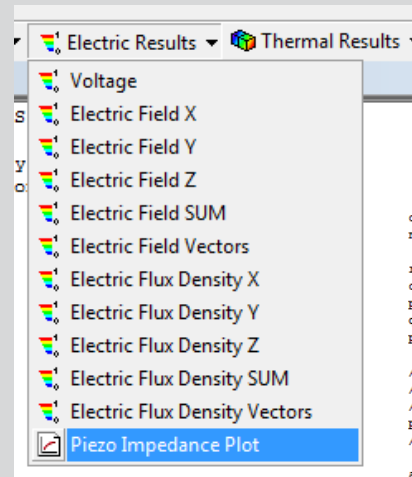 Electric Results Thermal Results
Voltage
Electric Field X
Electric Field Y
Electric Field Z
Electric Field SUM
Electric Field Vectors
Electric Flux Density X
Electric Flux Density Y
Electric Flux Density Z
Electric Flux Density SUM
Electric Flux Density Vectors
Piezo Impedance Plot